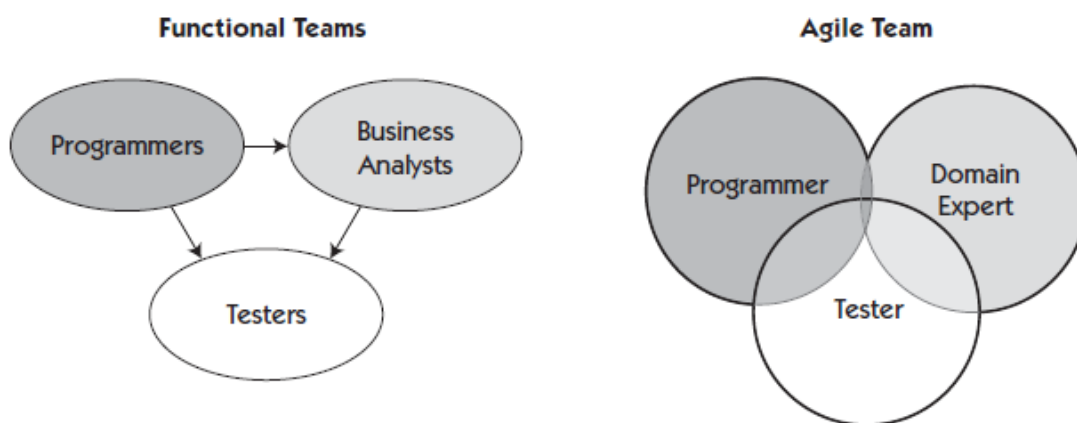 Functional Teams
Agile Team
Programmers
Business
Analysts
Testers
Programmer
Domain
Expert
Tester